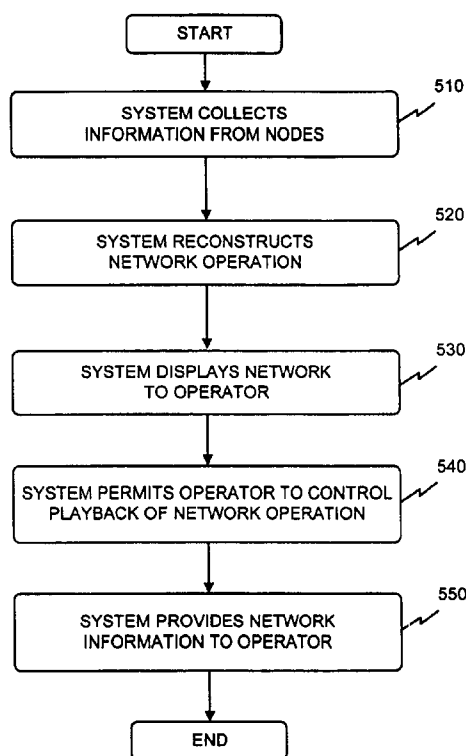 START
510
SYSTEM COLLECTS
INFORMATION FROM NODES
520
SYSTEM RECONSTRUCTS
NETWORK OPERATION
530
SYSTEM DISPLAYS NETWORK
TO OPERATOR
540
SYSTEM PERMITS OPERATOR TO CONTROL
PLAYBACK OF NETWORK OPERATION
550
SYSTEM PROVIDES NETWORK
INFORMATION TO OPERATOR
END